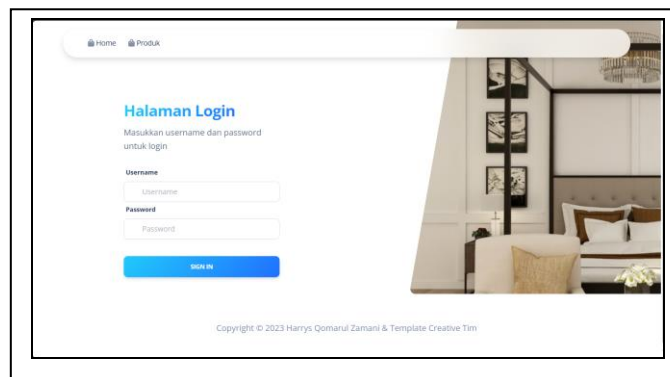 Home Produk
Halaman Login
Masukkan username dan password
untuk login
Username
Username
Password
Password
SIGN IN
Copyright © 2023 Harrys Qomarul Zamani & Template Creative Tim